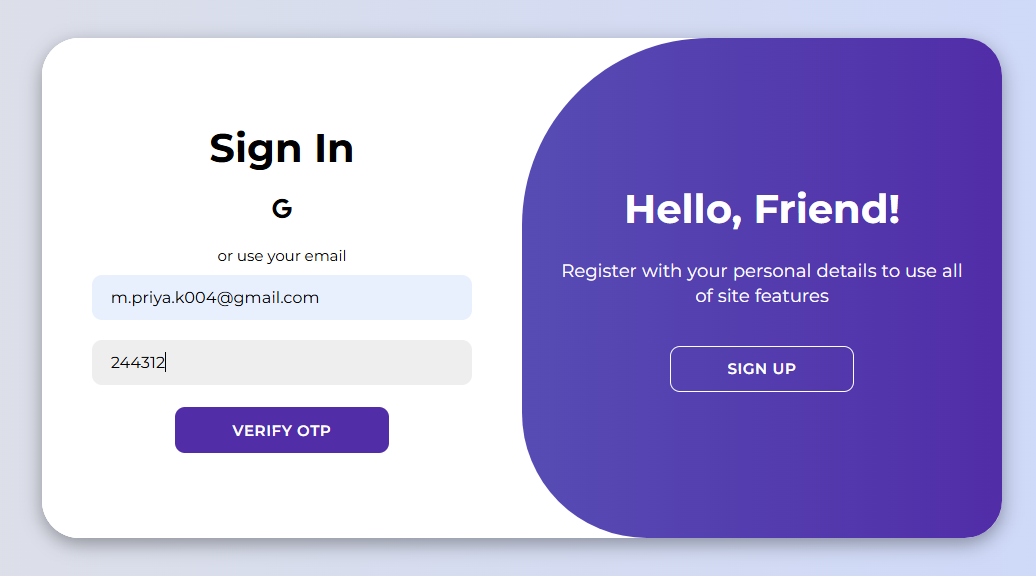 Sign In
G
or use your email
m.priya.k004@gmail.com
244312
VERIFY OTP
Hello, Friend!
Register with your personal details to use all
of site features
SIGN UP